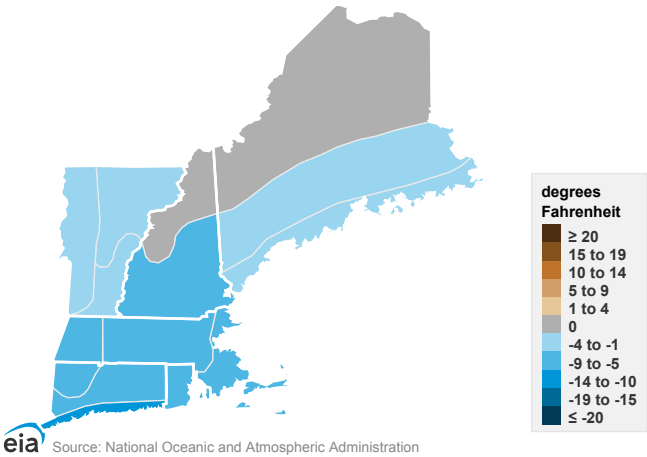 degrees
Fahrenheit
≥ 20
15 to 19
10 to 14
5 to 9
1 to 4
0
-4 to -1
-9 to -5
-14 to -10
-19 to -15
≤ -20
eia Source: National Oceanic and Atmospheric Administration